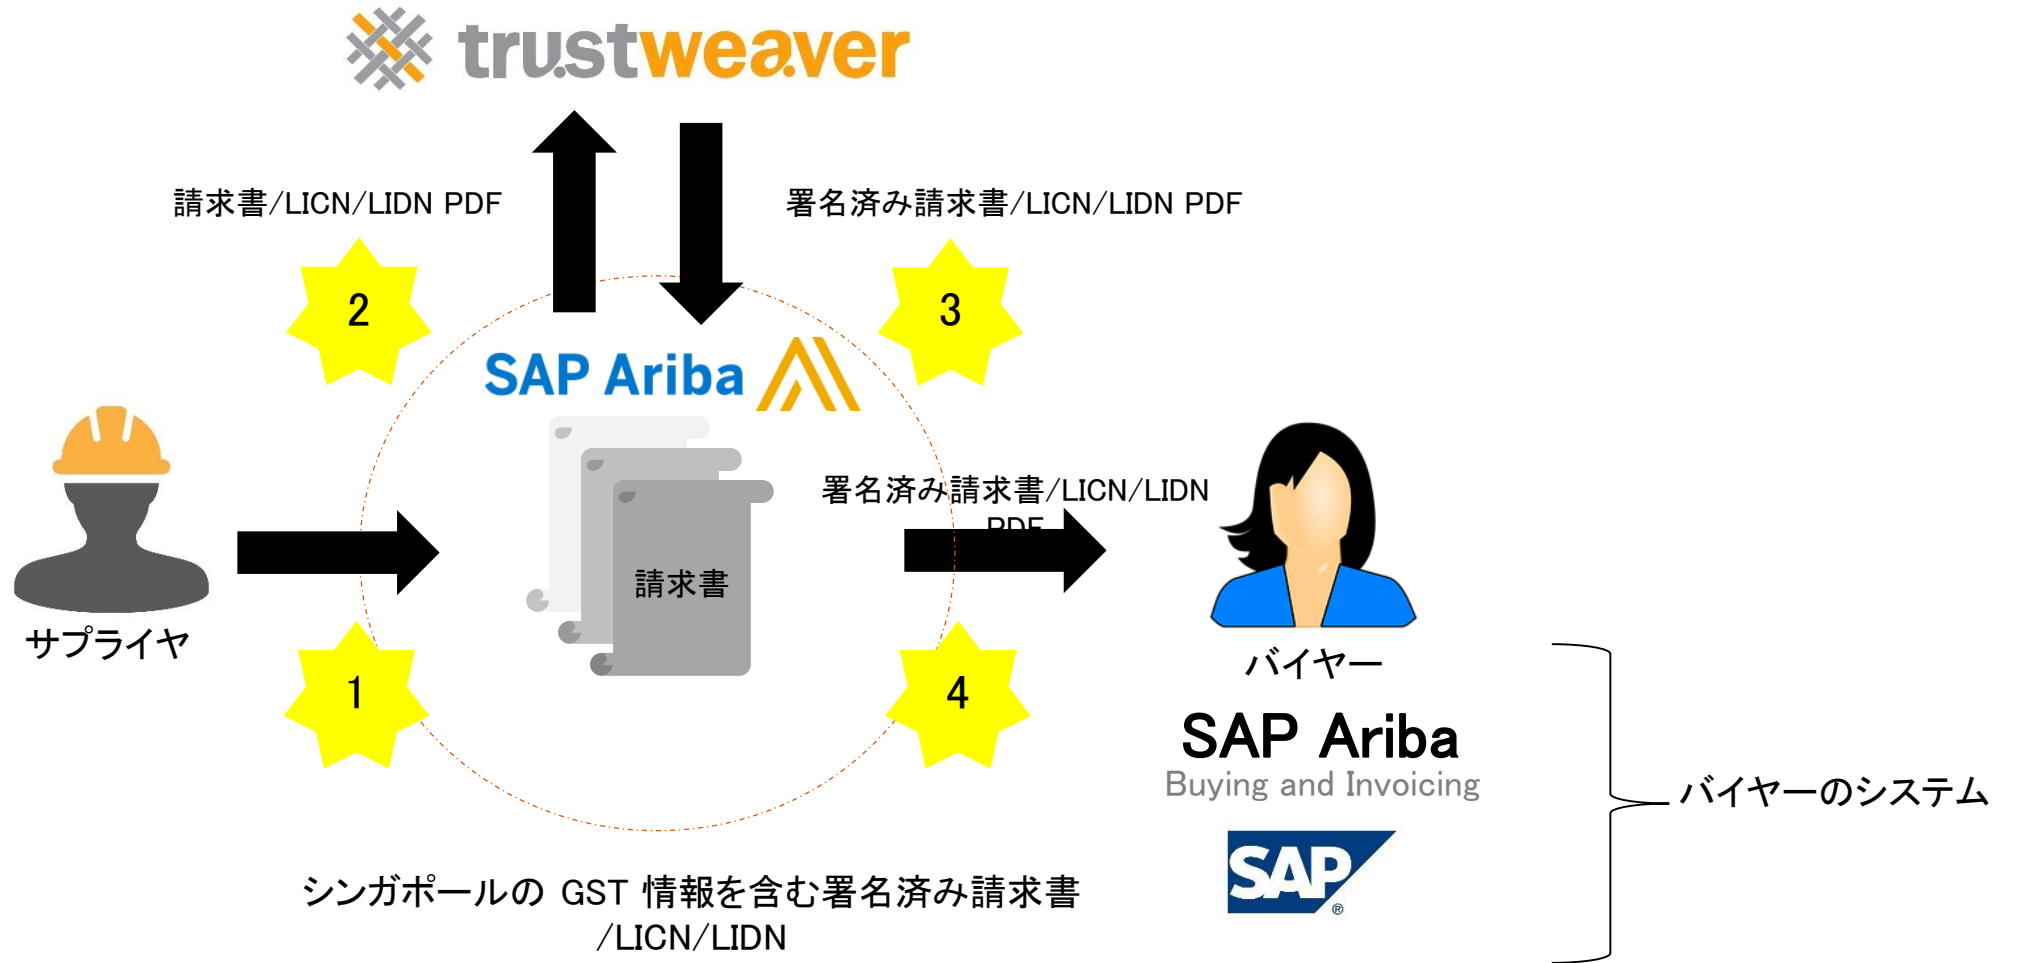 trustweaver
請求書/LICN/LIDN PDF
署名済み請求書/LICN/LIDN PDF
2
3
SAP Ariba
署名済み請求書/LICN/LIDN
PDF
請求書
サプライヤ
1
4
バイヤー
SAP Ariba
Buying and Invoicing
バイヤーのシステム
SAP®
シンガポールの GST 情報を含む署名済み請求書
/LICN/LIDN